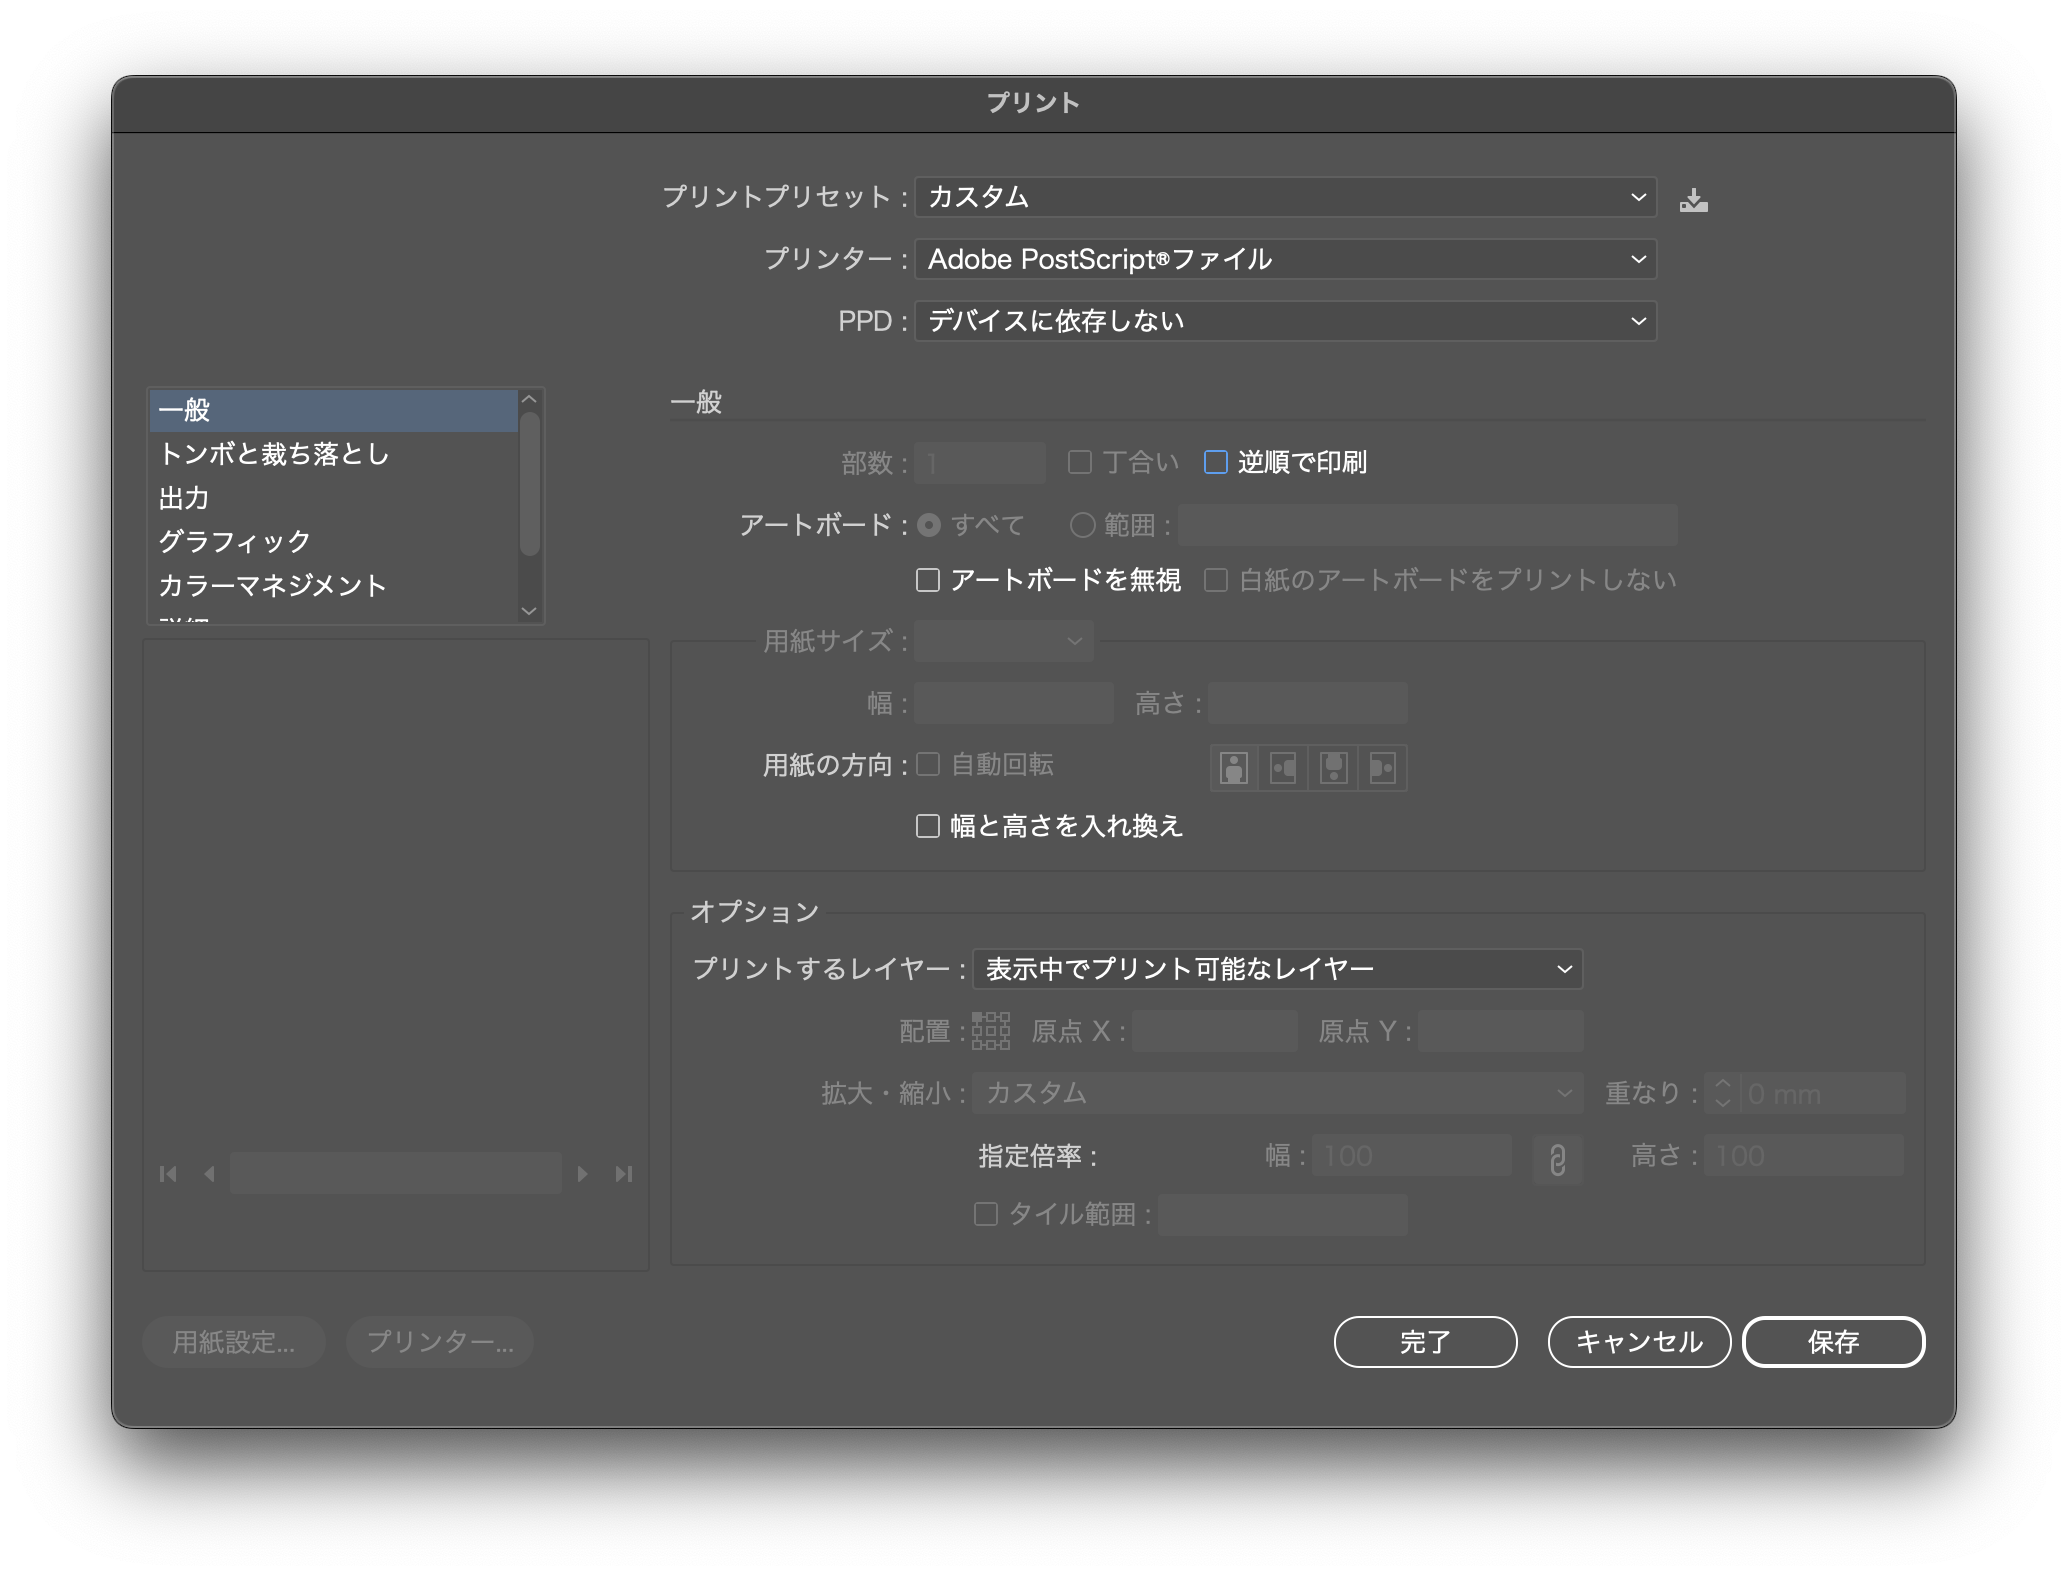 プリント
プリントプリセット : カスタム
プリンター : Adobe PostScript®ファイル
PPD : デバイスに依存しない
一般
トンボと裁ち落とし
出力
グラフィック
カラーマネジメント
一般
部数 : 1 丁合い 逆順で印刷
アートボード : すべて 範囲 :
アートボードを無視 白紙のアートボードをプリントしない
用紙サイズ :
幅 : 高さ :
用紙の方向 : 自動回転
幅と高さを入れ換え
オプション
プリントするレイヤー : 表示中でプリント可能なレイヤー
配置 : 原点 X : 原点 Y :
拡大・縮小 : カスタム 重なり : 0 mm
指定倍率 : 幅 : 100 高さ : 100
タイル範囲 :
用紙設定... プリンター... 完了 キャンセル 保存